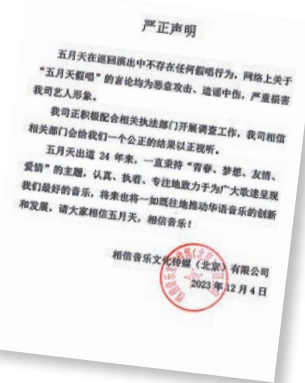 严正声明
五月天在巡回演出中不存在任何假唱行为，网络上关于
“五月天假唱”的言论均为恶意攻击、造谣中伤，严重损害
我司艺人形象。
我司正积极配合相关执法部门开展调查工作，我司相信
相关部门会给我们一个公正的结果以正视听。
五月天出道 24 年来，一直秉持“青春、梦想、友情、
爱情”的主题，认真、执着、专注地致力于为广大歌迷呈现
我们最好的音乐，将来也将一如既往地推动华语音乐的创新
和发展，请大家相信五月天，相信音乐！
相信音乐文化传媒（北京）有限公司
2023 年 12 月 4 日